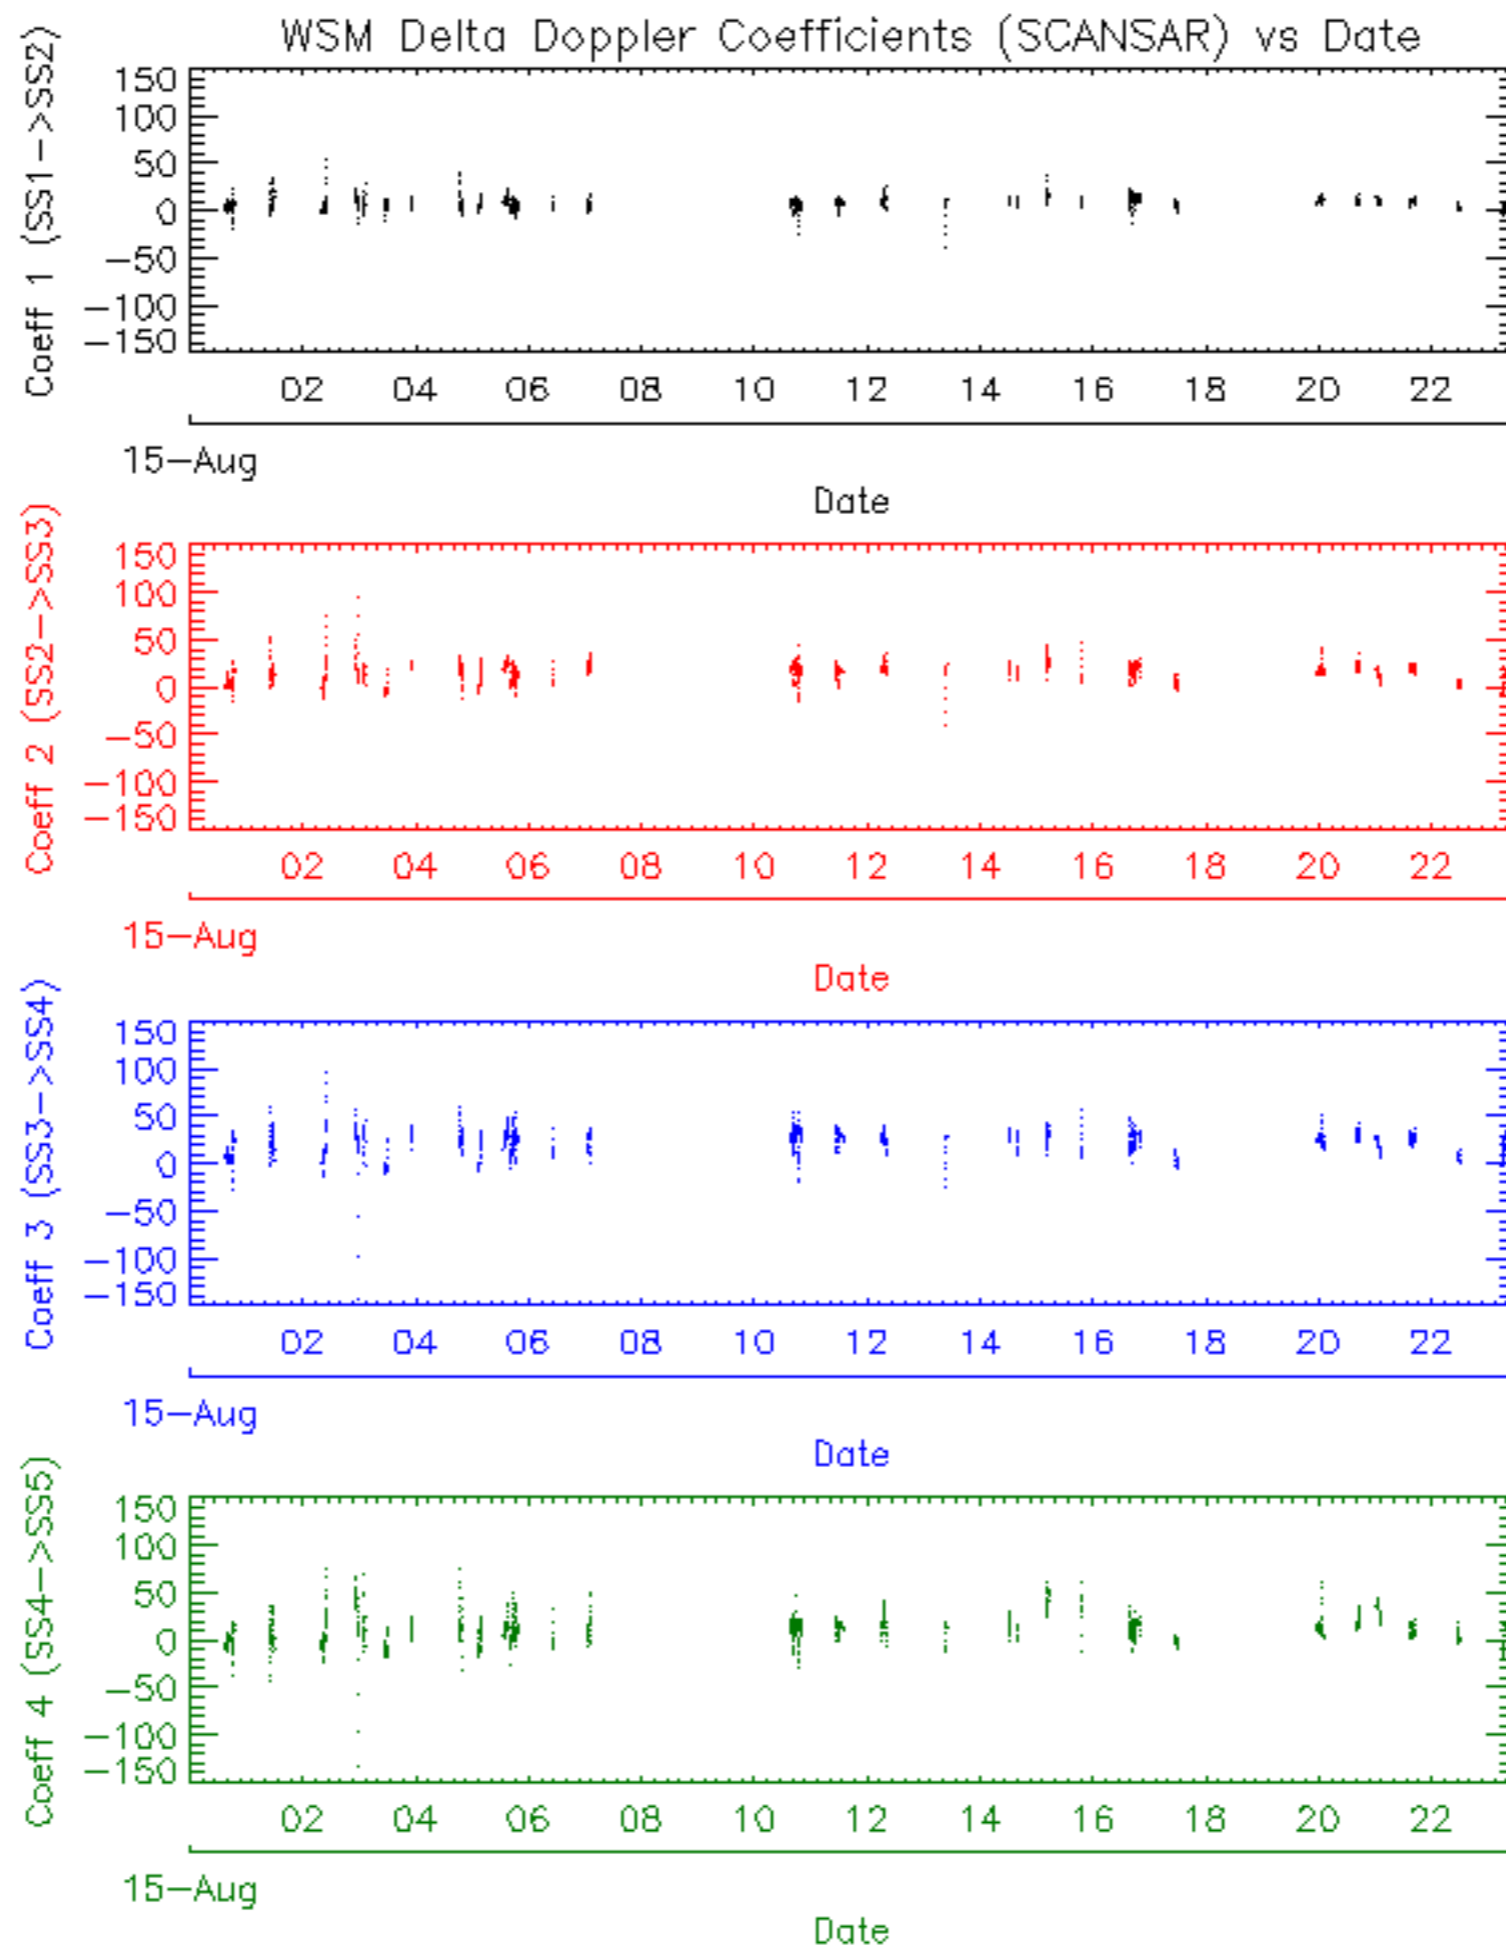 WSM Delta Doppler Coefficients (SCANSAR) vs Date
Coeff 1 (SS1->SS2)
150
100
50
0
-50
-100
-150
02 04 06 08 10 12 14 16 18 20 22
15-Aug
Date
Coeff 2 (SS2->SS3)
150
100
50
0
-50
-100
-150
02 04 06 08 10 12 14 16 18 20 22
15-Aug
Date
Coeff 3 (SS3->SS4)
150
100
50
0
-50
-100
-150
02 04 06 08 10 12 14 16 18 20 22
15-Aug
Date
Coeff 4 (SS4->SS5)
150
100
50
0
-50
-100
-150
02 04 06 08 10 12 14 16 18 20 22
15-Aug
Date